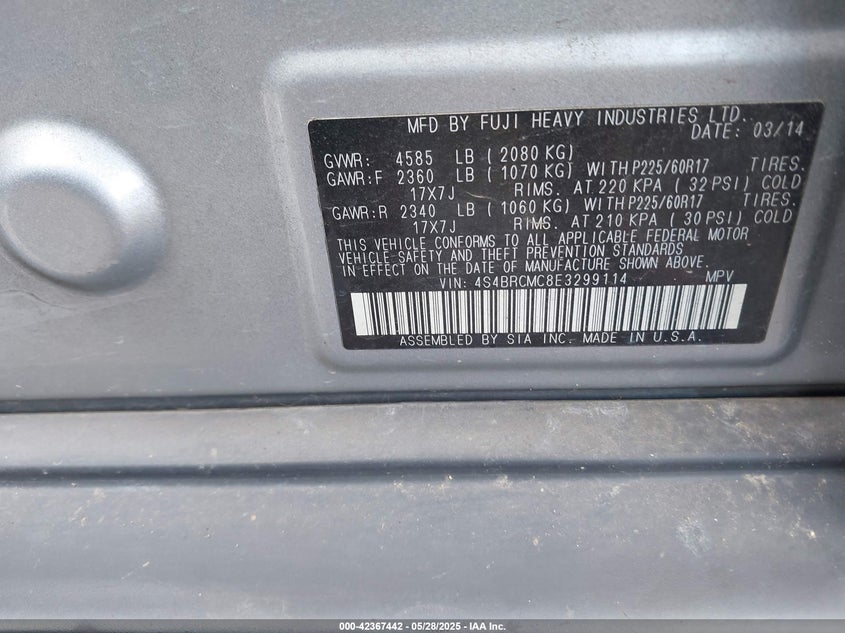 MFD BY FUJI HEAVY INDUSTRIES LTD.
DATE: 03/14
GVWR: 4585 LB ( 2080 KG)
GAWR:F 2360 LB ( 1070 KG) WITH P225/60R17 TIRES.
17X7J RIMS. AT 220 KPA ( 32 PSI) COLD
GAWR:R 2340 LB ( 1060 KG) WITH P225/60R17 TIRES.
17X7J RIMS. AT 210 KPA ( 30 PSI) COLD
THIS VEHICLE CONFORMS TO ALL APPLICABLE FEDERAL MOTOR
VEHICLE SAFETY AND THEFT PREVENTION STANDARDS
IN EFFECT ON THE DATE OF MANUFACTURE SHOWN ABOVE.
VIN: 4S4BRCMC8E3299114 MPV
ASSEMBLED BY SIA INC. MADE IN U.S.A.
000-42367442 | 05/28/2025 - IAA Inc.